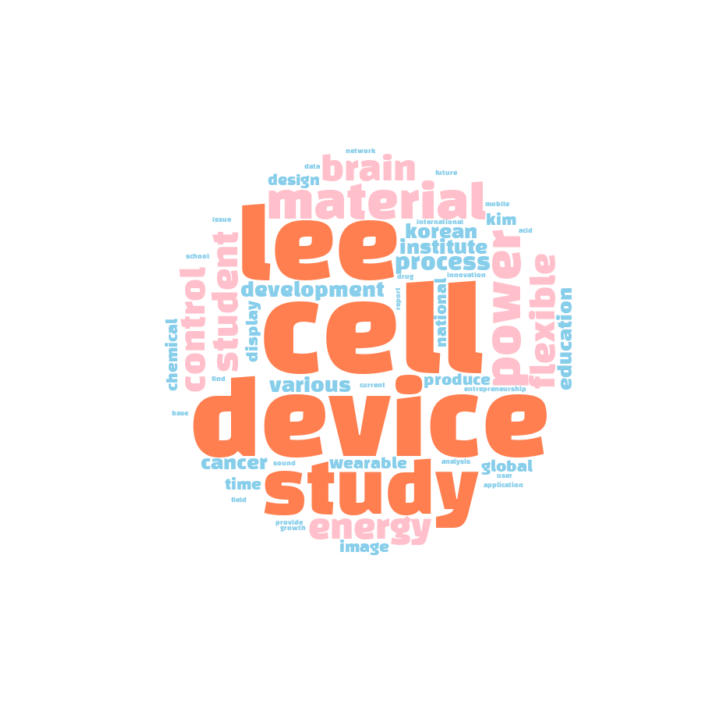 network
data
brain
future
design
material
mobile
issue
international
kim
lee
korean
acid
institute
school
process
student
power
control
drug
innovation
flexible
development
report
national
cell
display
education
chemical
find
various
current
produce
entrepreneurship
device
base
cancer
sound
wearable
analysis
global
study
user
time
application
field
provide
energy
growth
image